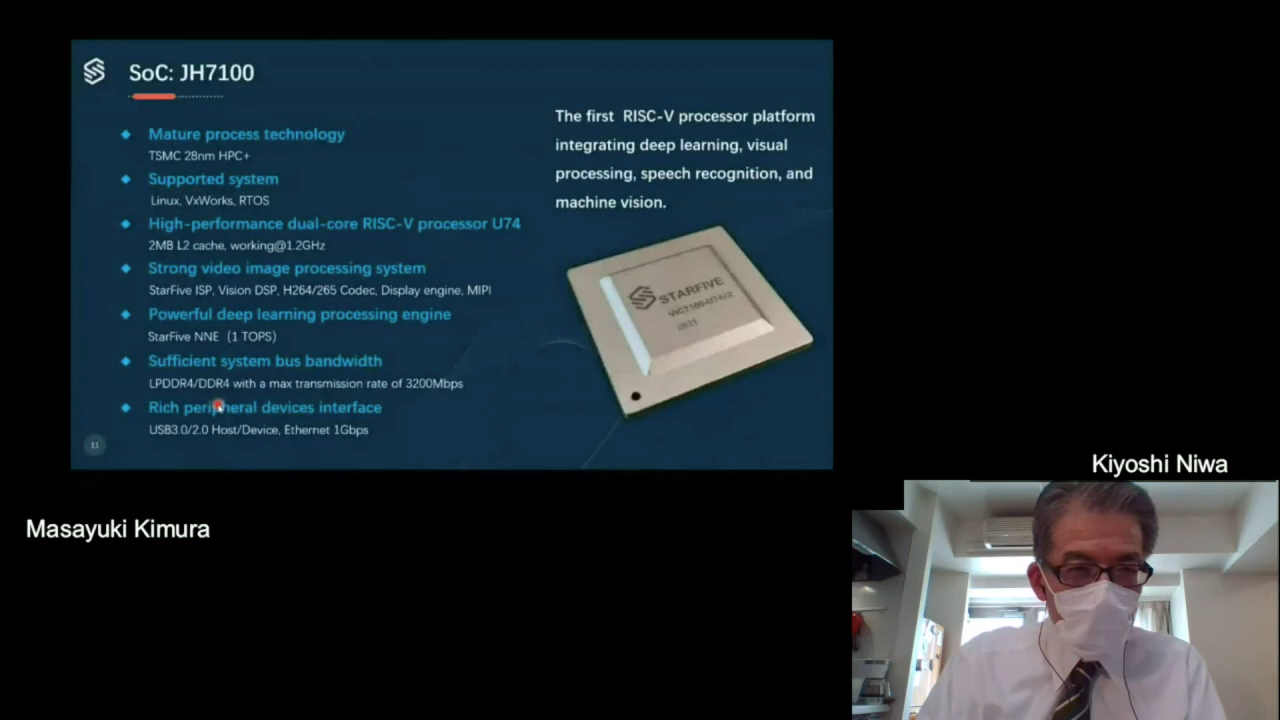 SoC: JH7100
Mature process technology
TSMC 28nm HPC+
Supported system
Linux, VxWorks, RTOS
High-performance dual-core RISC-V processor U74
2MB L2 cache, working@1.2GHz
Strong video image processing system
StarFive ISP, Vision DSP, H264/265 Codec, Display engine, MIPI
Powerful deep learning processing engine
StarFive NNE (1 TOPS)
Sufficient system bus bandwidth
LPDDR4/DDR4 with a max transmission rate of 3200Mbps
Rich peripheral devices interface
USB3.0/2.0 Host/Device, Ethernet 1Gbps
11
The first RISC-V processor platform
integrating deep learning, visual
processing, speech recognition, and
machine vision.
STARFIVE
Kiyoshi Niwa
Masayuki Kimura